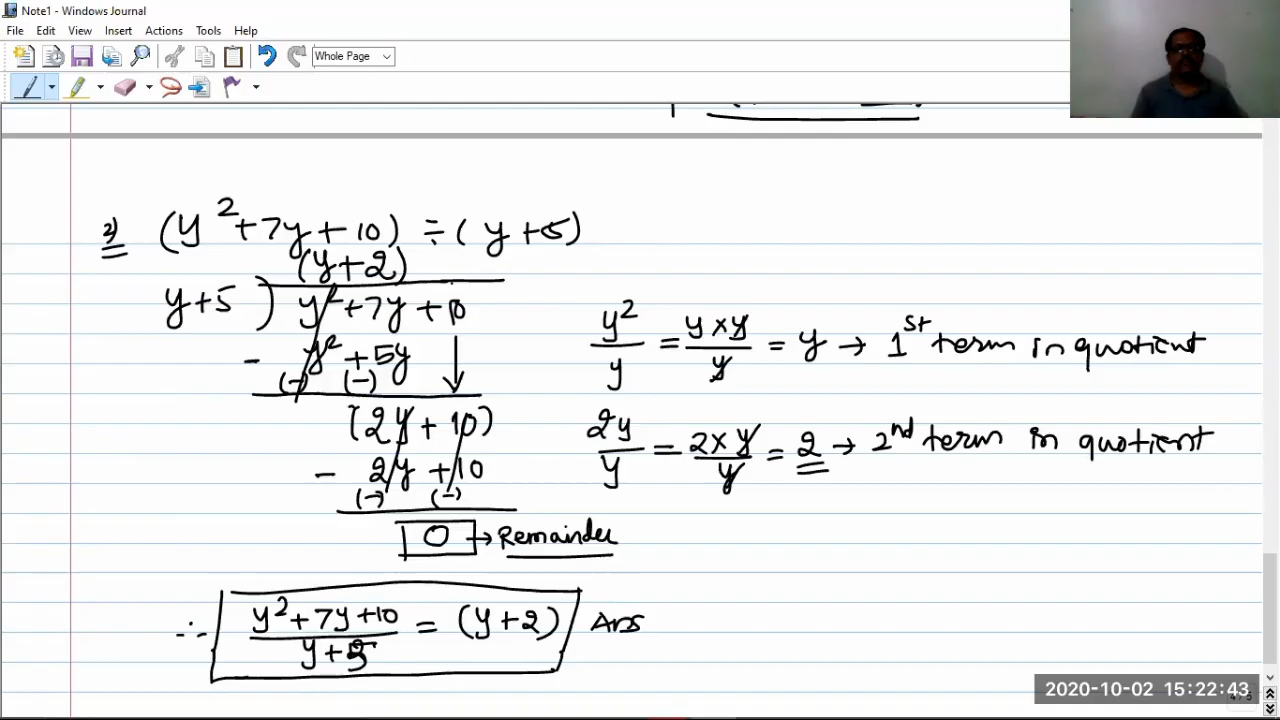 Note1 - Windows Journal
File Edit View Insert Actions Tools Help
Whole Page
2) (y²+7y+10) ÷ (y+5)
(y+2)
y+5 ) y²+7y+10
- y²+5y
(-) (-)
(2y+10)
- 2y+10
(-) (-)
0 → Remainder
y²/y = y×y/y = y → 1st term in quotient
2y/y = 2×y/y = 2 → 2nd term in quotient
∴ y²+7y+10/y+5 = (y+2) Ans
2020-10-02 15:22:43